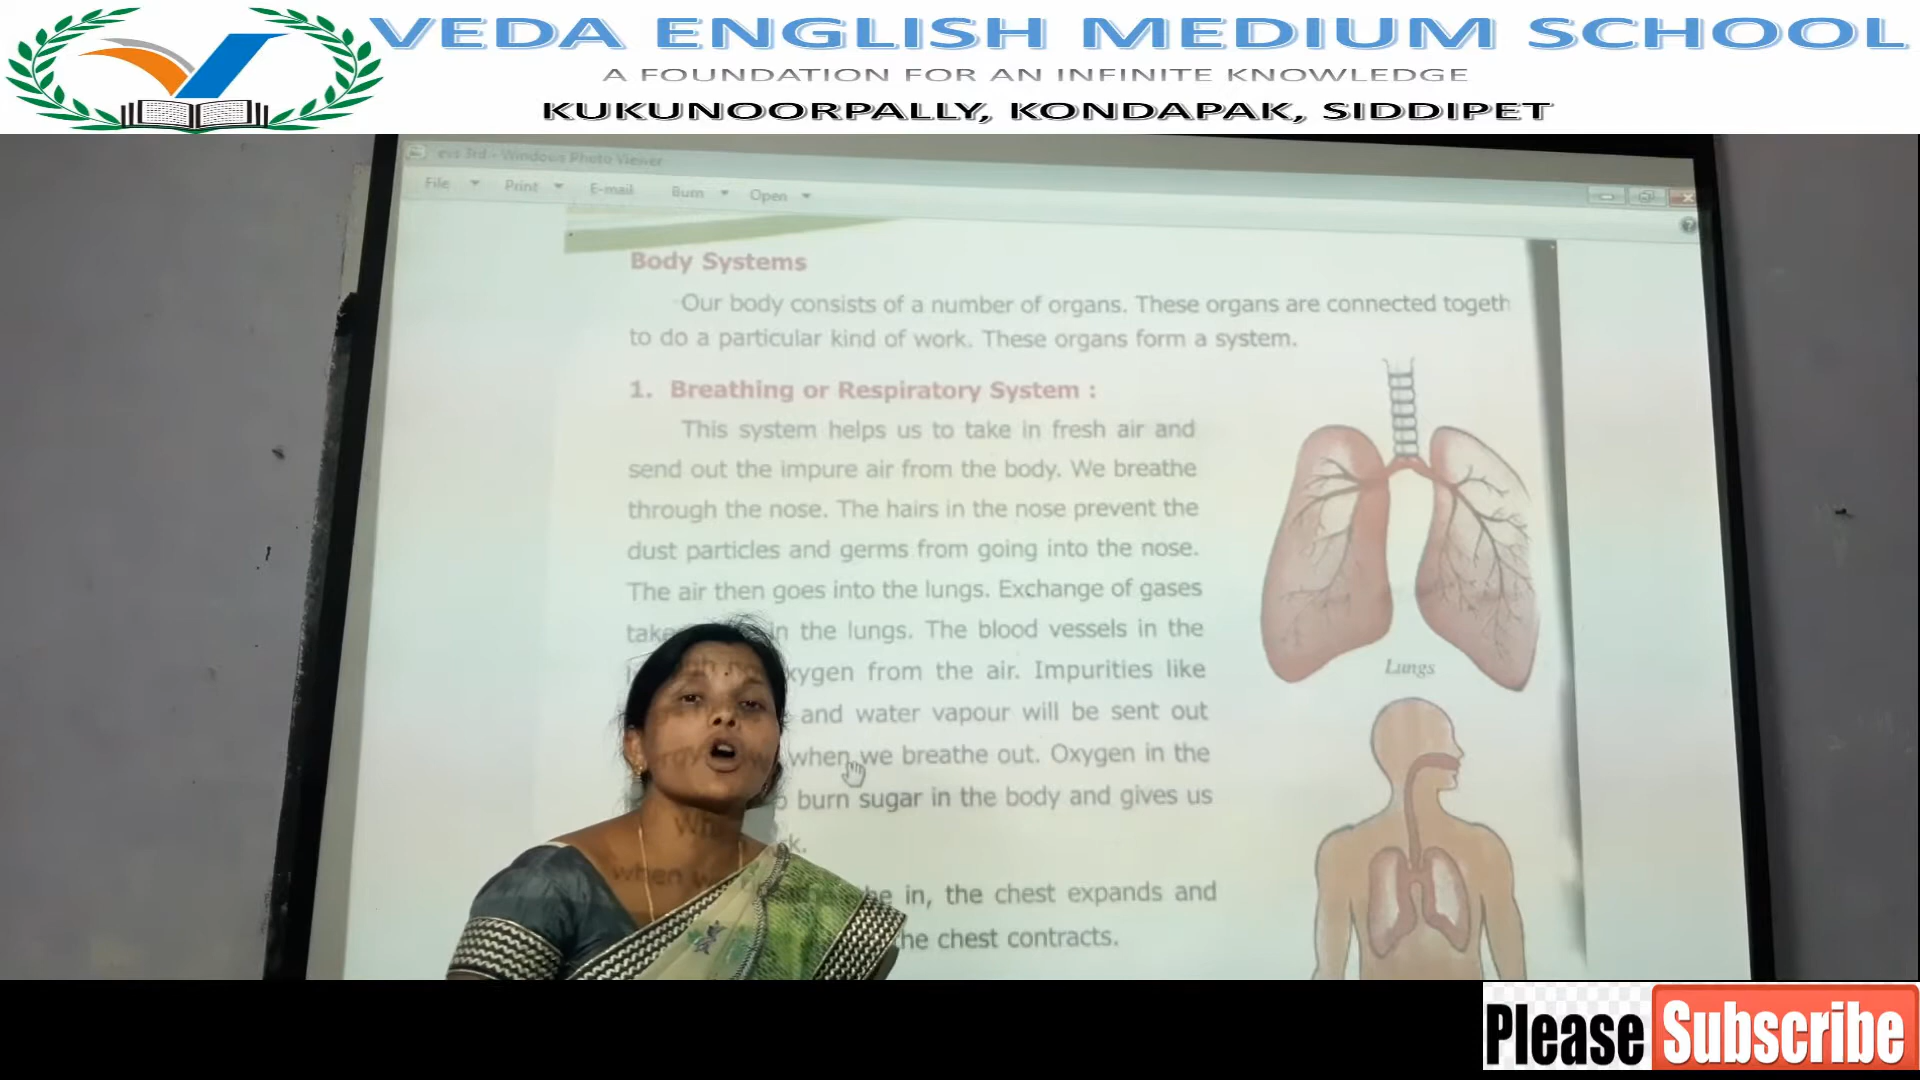 VEDA ENGLISH MEDIUM SCHOOL
A FOUNDATION FOR AN INFINITE KNOWLEDGE
KUKUNOORPALLY, KONDAPAK, SIDDIPET
evs 3rd - Windows Photo Viewer
File Print E-mail Burn Open
Body Systems
Our body consists of a number of organs. These organs are connected togeth
to do a particular kind of work. These organs form a system.
1. Breathing or Respiratory System :
This system helps us to take in fresh air and
send out the impure air from the body. We breathe
through the nose. The hairs in the nose prevent the
dust particles and germs from going into the nose.
The air then goes into the lungs. Exchange of gases
take in the lungs. The blood vessels in the
xygen from the air. Impurities like
and water vapour will be sent out
when we breathe out. Oxygen in the
burn sugar in the body and gives us
k.
in, the chest expands and
the chest contracts.
Lungs
Please Subscribe